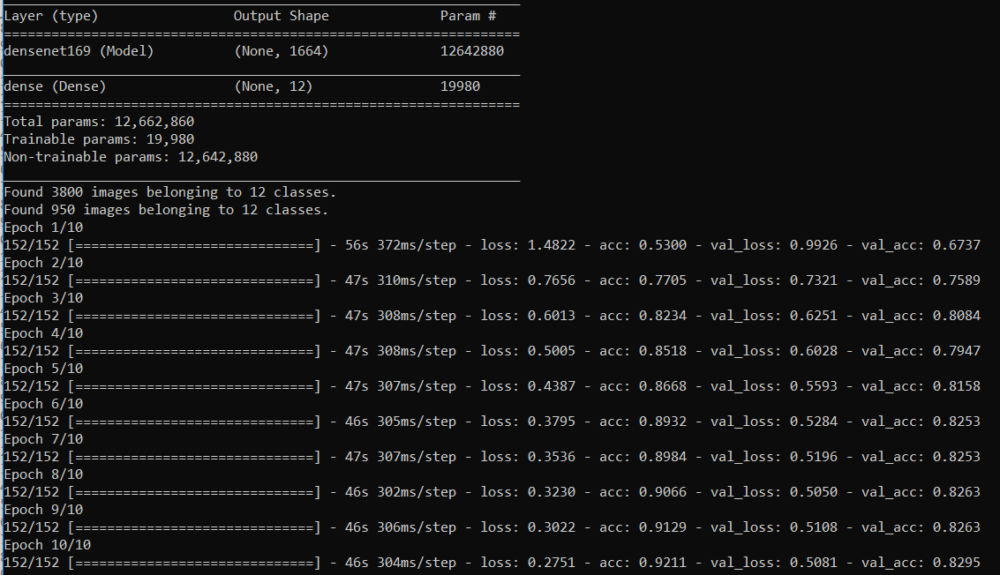 Layer (type)                 Output Shape              Param #
=================================================================
densenet169 (Model)          (None, 1664)              12642880
_________________________________________________________________
dense (Dense)                (None, 12)                19980
=================================================================
Total params: 12,662,860
Trainable params: 19,980
Non-trainable params: 12,642,880
_________________________________________________________________
Found 3800 images belonging to 12 classes.
Found 950 images belonging to 12 classes.
Epoch 1/10
152/152 [==============================] - 56s 372ms/step - loss: 1.4822 - acc: 0.5300 - val_loss: 0.9926 - val_acc: 0.6737
Epoch 2/10
152/152 [==============================] - 47s 310ms/step - loss: 0.7656 - acc: 0.7705 - val_loss: 0.7321 - val_acc: 0.7589
Epoch 3/10
152/152 [==============================] - 47s 308ms/step - loss: 0.6013 - acc: 0.8234 - val_loss: 0.6251 - val_acc: 0.8084
Epoch 4/10
152/152 [==============================] - 47s 308ms/step - loss: 0.5005 - acc: 0.8518 - val_loss: 0.6028 - val_acc: 0.7947
Epoch 5/10
152/152 [==============================] - 47s 307ms/step - loss: 0.4387 - acc: 0.8668 - val_loss: 0.5593 - val_acc: 0.8158
Epoch 6/10
152/152 [==============================] - 46s 305ms/step - loss: 0.3795 - acc: 0.8932 - val_loss: 0.5284 - val_acc: 0.8253
Epoch 7/10
152/152 [==============================] - 47s 307ms/step - loss: 0.3536 - acc: 0.8984 - val_loss: 0.5196 - val_acc: 0.8253
Epoch 8/10
152/152 [==============================] - 46s 302ms/step - loss: 0.3230 - acc: 0.9066 - val_loss: 0.5050 - val_acc: 0.8263
Epoch 9/10
152/152 [==============================] - 46s 306ms/step - loss: 0.3022 - acc: 0.9129 - val_loss: 0.5108 - val_acc: 0.8263
Epoch 10/10
152/152 [==============================] - 46s 304ms/step - loss: 0.2751 - acc: 0.9211 - val_loss: 0.5081 - val_acc: 0.8295